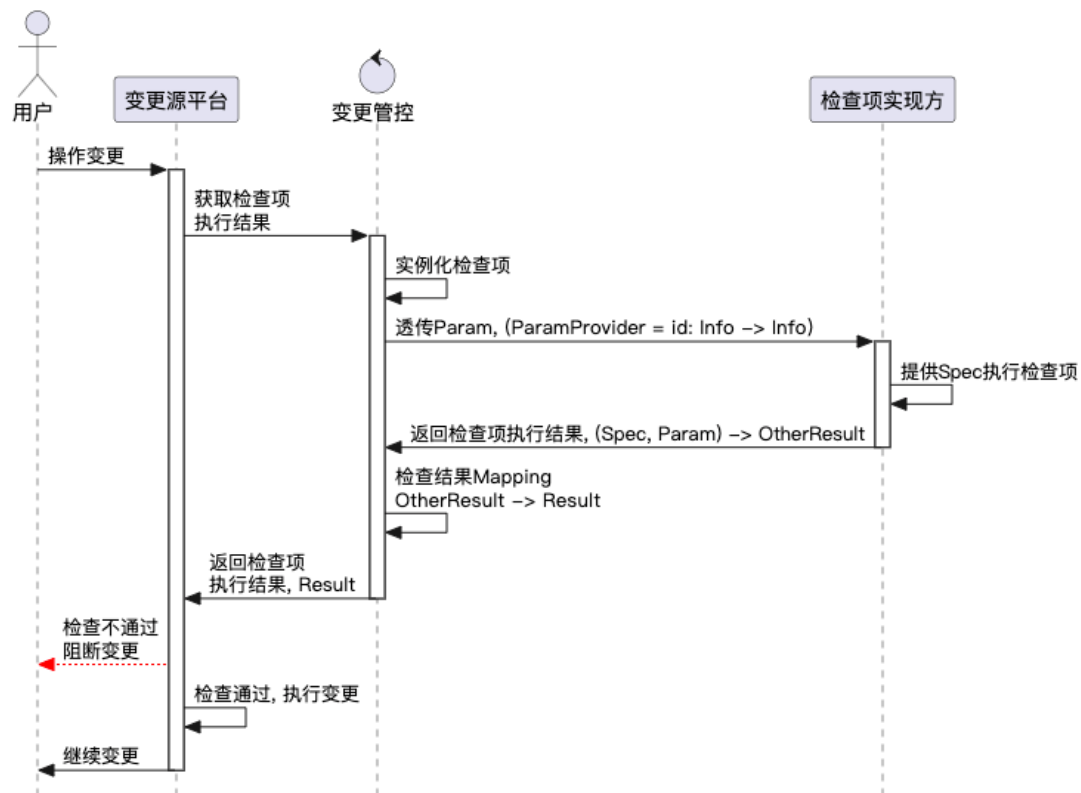 用户
变更源平台
变更管控
检查项实现方
操作变更
获取检查项
执行结果
实例化检查项
透传Param, (ParamProvider = id: Info -> Info)
提供Spec执行检查项
返回检查项执行结果, (Spec, Param) -> OtherResult
检查结果Mapping
OtherResult -> Result
返回检查项
执行结果, Result
检查不通过
阻断变更
检查通过, 执行变更
继续变更